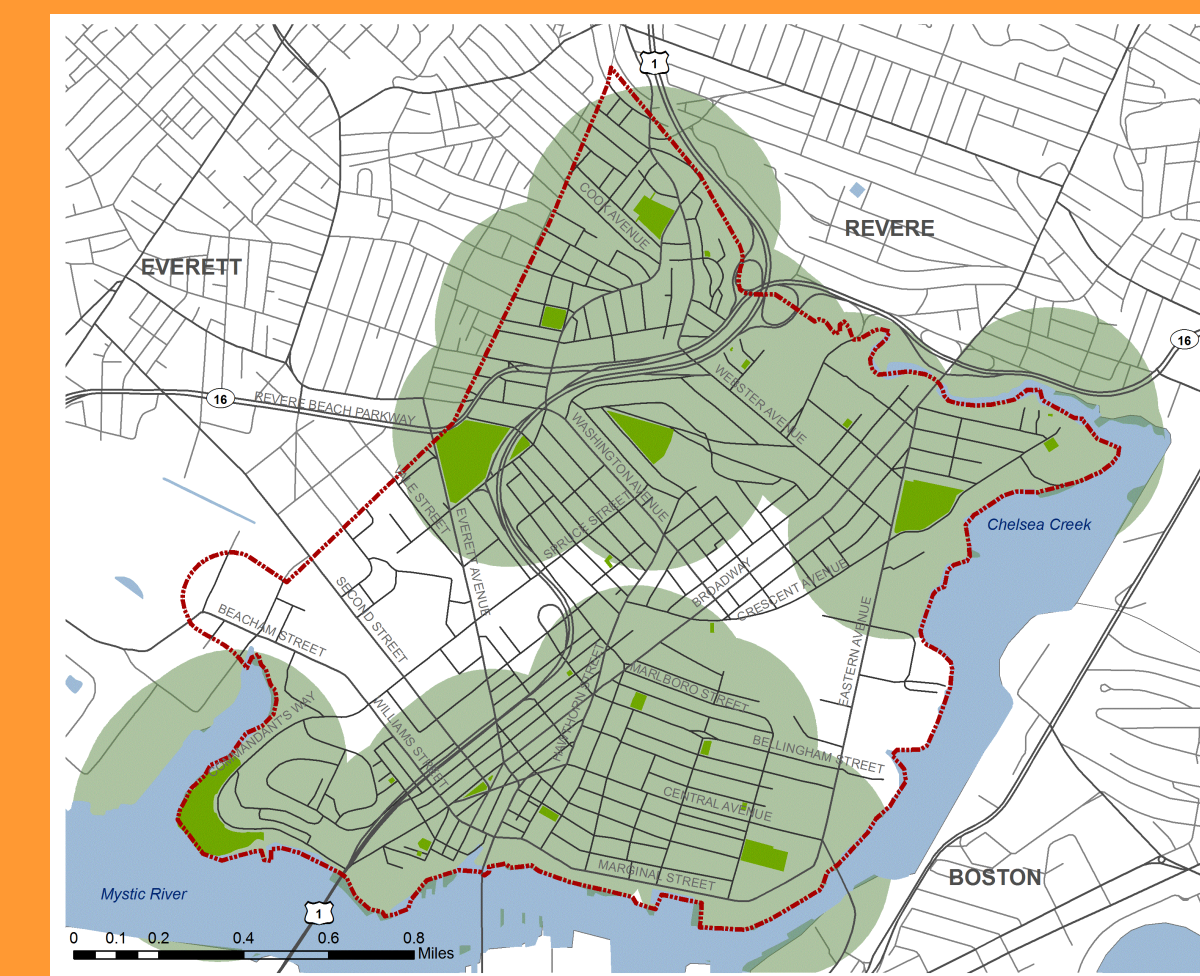 1
COOK AVENUE
REVERE
EVERETT
16
16
REVERE BEACH PARKWAY
WEBSTER AVENUE
WASHINGTON AVENUE
E STREET
SPRUCE STREET
EVERETT AVENUE
Chelsea Creek
BROADWAY
CRESCENT AVENUE
SECOND STREET
BEACHAM STREET
EASTERN AVENUE
MARLBORO STREET
HAWTHORN STREET
COMMANDANT'S WAY
WILLIAMS STREET
BELLINGHAM STREET
CENTRAL AVENUE
MARGINAL STREET
BOSTON
Mystic River
1
0 0.1 0.2 0.4 0.6 0.8
Miles